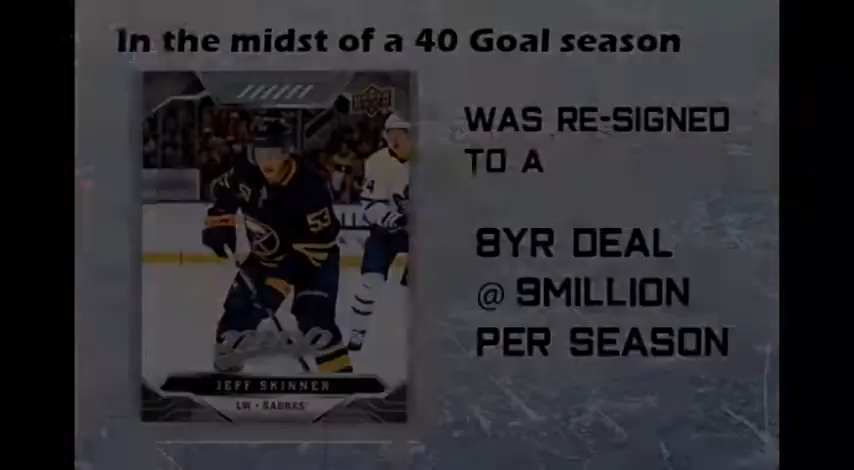 In the midst of a 40 Goal season
WAS RE-SIGNED
TO A
8YR DEAL
@ 9MILLION
PER SEASON
53
JEFF SKINNER
LW • SABRES